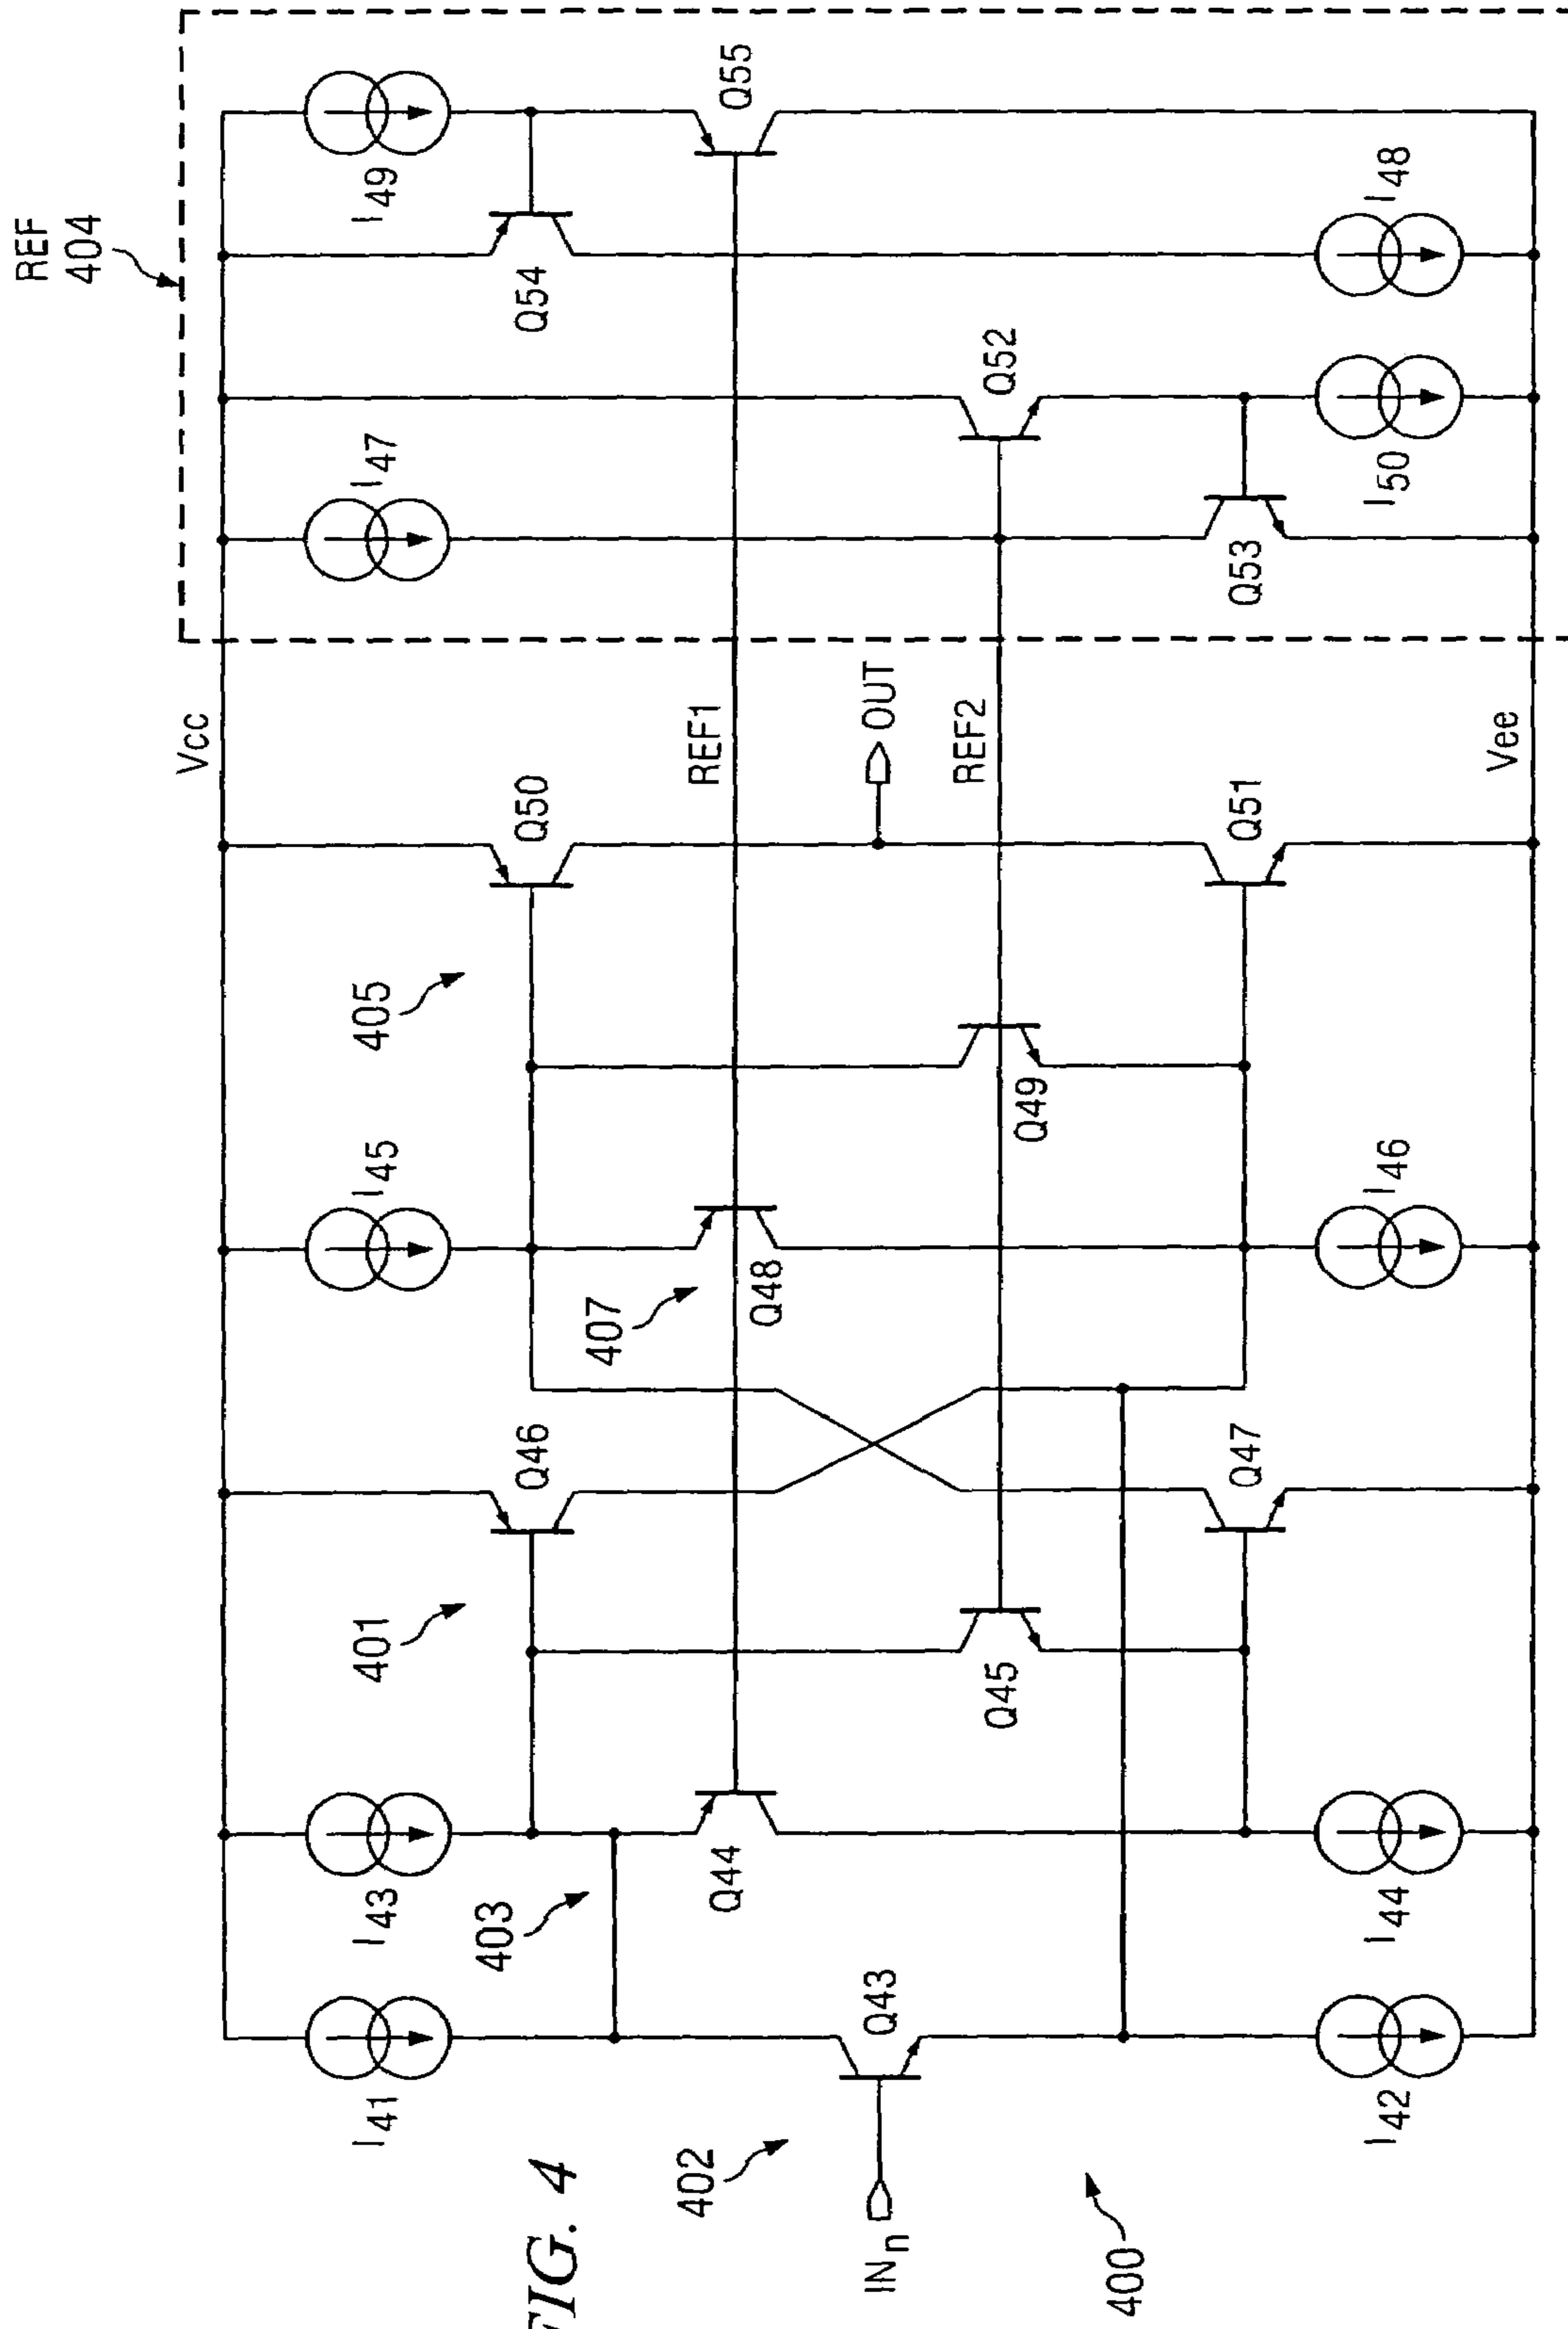 REF
404
Vcc
I49
Q55
Q54
I47
Q52
I48
Q53
I50
REF1
OUT
REF2
Vee
Q50
405
Q51
I45
407
Q48
Q49
I46
Q46
401
Q45
Q47
I43
403
Q44
I44
I41
Q43
I42
402
INn
400
FIG. 4